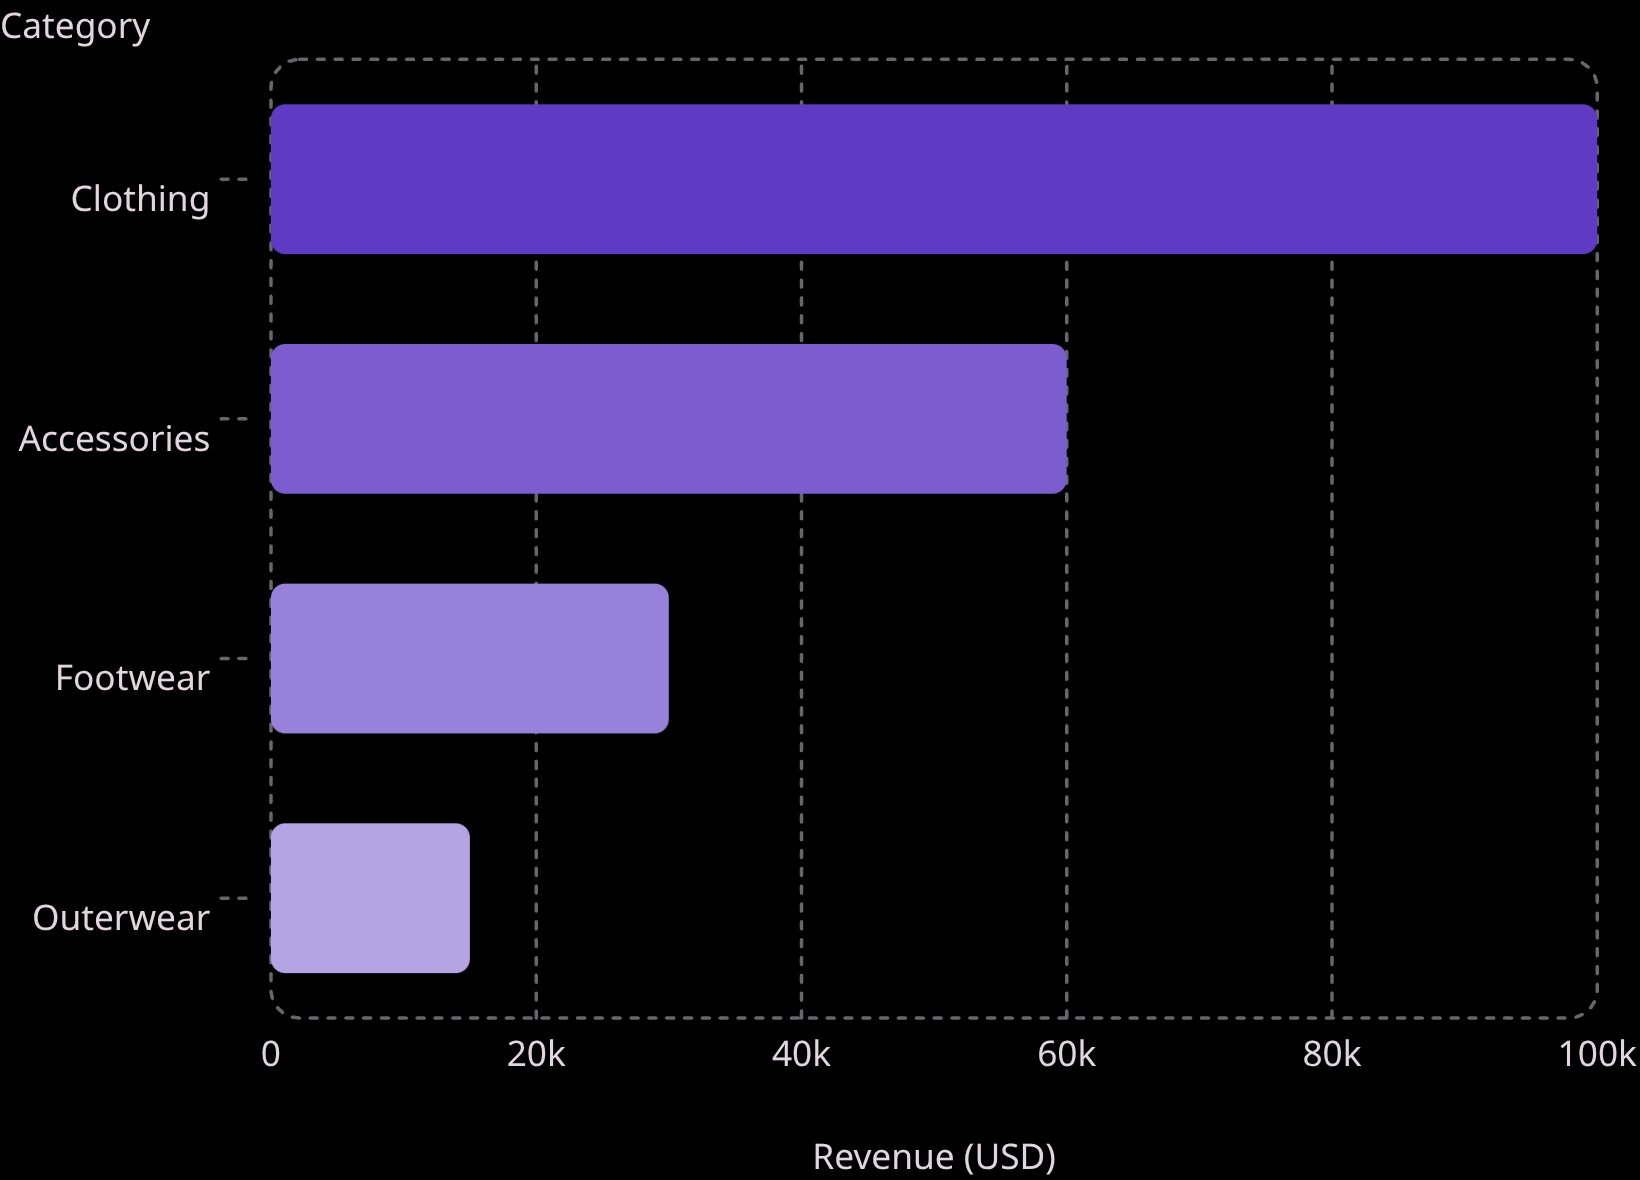 Category
Clothing
Accessories
Footwear
Outerwear
0 20k 40k 60k 80k 100k
Revenue (USD)